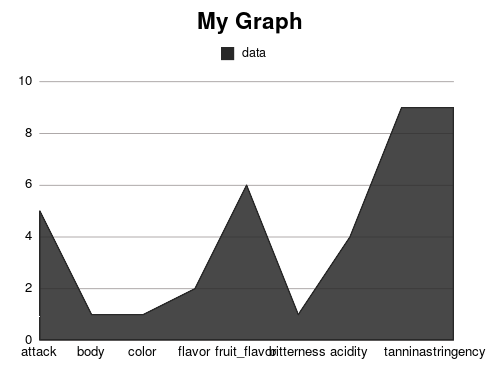 My Graph
data
10
8
6
4
2
0
attack body color flavor fruit_flavor bitterness acidity tannin astringency